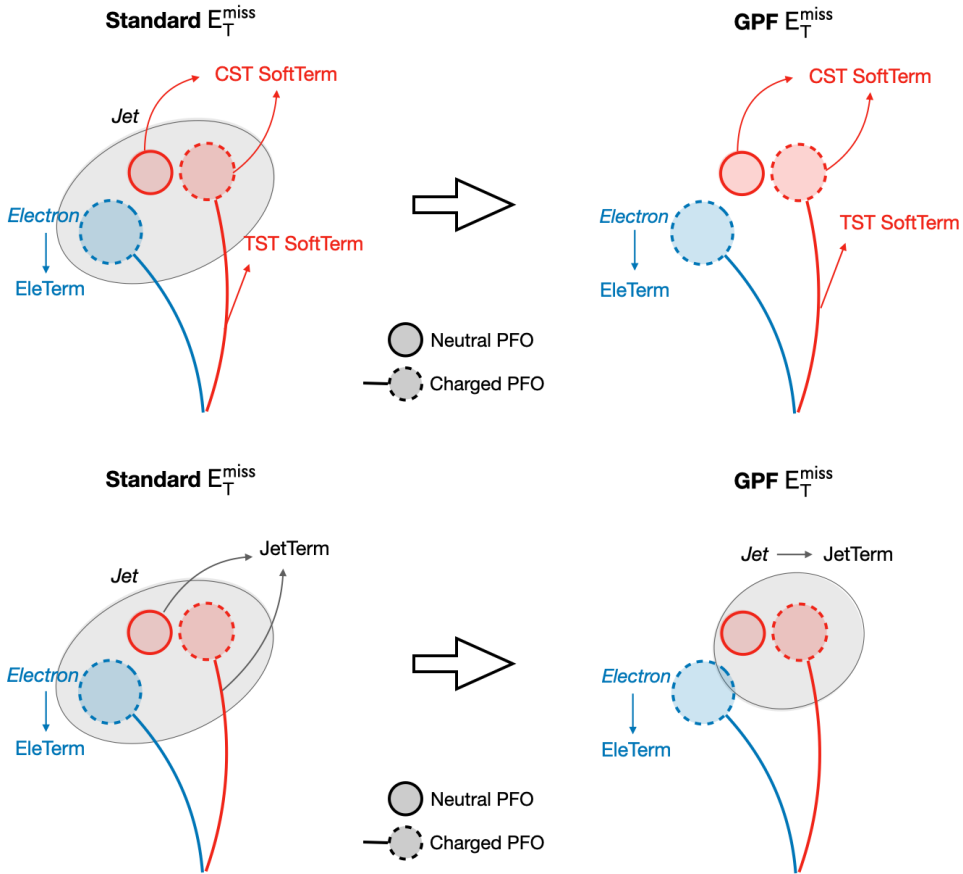 Standard E_T^miss
GPF E_T^miss
CST SoftTerm
CST SoftTerm
Jet
Electron
Electron
TST SoftTerm
TST SoftTerm
EleTerm
EleTerm
Neutral PFO
Charged PFO
Standard E_T^miss
GPF E_T^miss
JetTerm
Jet
JetTerm
Jet
Electron
Electron
EleTerm
EleTerm
Neutral PFO
Charged PFO